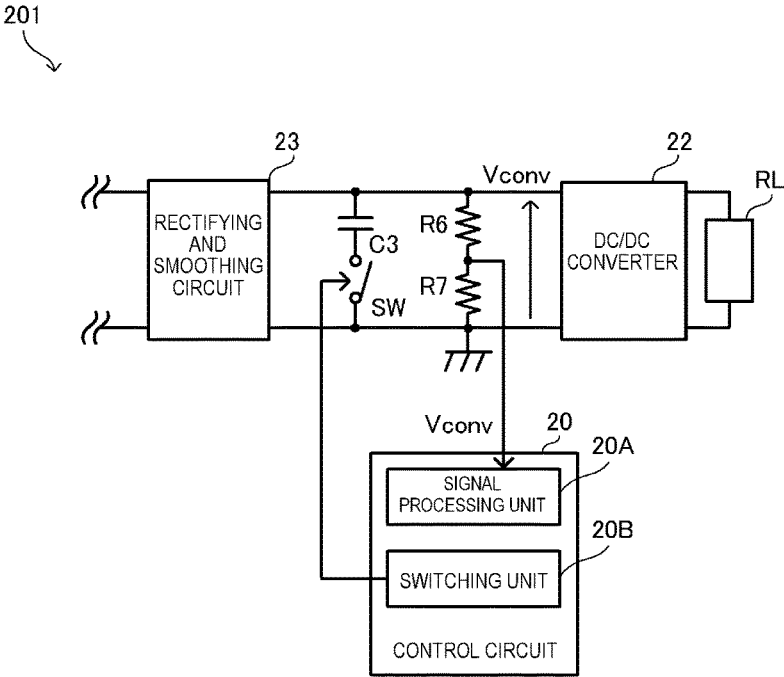 201
23
Vconv
22
RL
RECTIFYING
AND
SMOOTHING
CIRCUIT
C3
SW
R6
R7
DC/DC
CONVERTER
Vconv
20
20A
SIGNAL
PROCESSING UNIT
20B
SWITCHING UNIT
CONTROL CIRCUIT